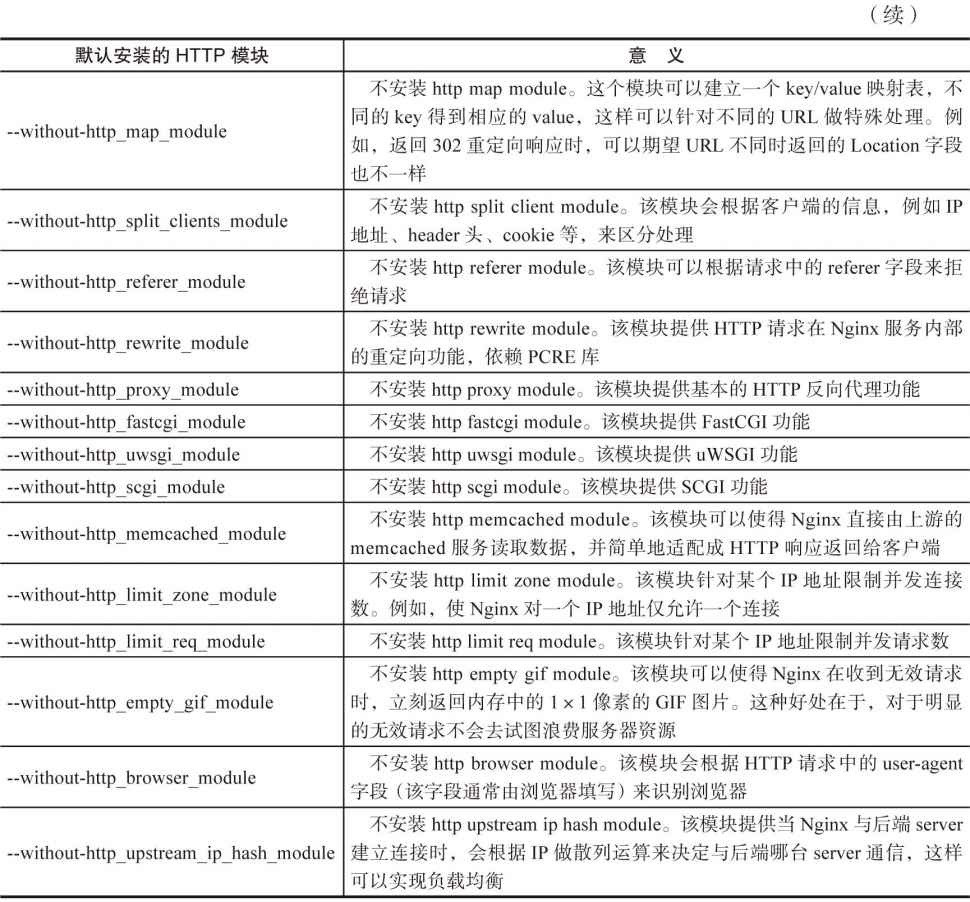 （续）
默认安装的 HTTP 模块
意 义
--without-http_map_module
不安装 http map module。这个模块可以建立一个 key/value 映射表，不
同的 key 得到相应的 value，这样可以针对不同的 URL 做特殊处理。例
如，返回 302 重定向响应时，可以期望 URL 不同时返回的 Location 字段
也不一样
--without-http_split_clients_module
不安装 http split client module。该模块会根据客户端的信息，例如 IP
地址、header 头、cookie 等，来区分处理
--without-http_referer_module
不安装 http referer module。该模块可以根据请求中的 referer 字段来拒
绝请求
--without-http_rewrite_module
不安装 http rewrite module。该模块提供 HTTP 请求在 Nginx 服务内部
的重定向功能，依赖 PCRE 库
--without-http_proxy_module
不安装 http proxy module。该模块提供基本的 HTTP 反向代理功能
--without-http_fastcgi_module
不安装 http fastcgi module。该模块提供 FastCGI 功能
--without-http_uwsgi_module
不安装 http uwsgi module。该模块提供 uWSGI 功能
--without-http_scgi_module
不安装 http scgi module。该模块提供 SCGI 功能
--without-http_memcached_module
不安装 http memcached module。该模块可以使得 Nginx 直接由上游的
memcached 服务读取数据，并简单地适配成 HTTP 响应返回给客户端
--without-http_limit_zone_module
不安装 http limit zone module。该模块针对某个 IP 地址限制并发连接
数。例如，使 Nginx 对一个 IP 地址仅允许一个连接
--without-http_limit_req_module
不安装 http limit req module。该模块针对某个 IP 地址限制并发请求数
--without-http_empty_gif_module
不安装 http empty gif module。该模块可以使得 Nginx 在收到无效请求
时，立刻返回内存中的 1 × 1 像素的 GIF 图片。这种好处在于，对于明显
的无效请求不会去试图浪费服务器资源
--without-http_browser_module
不安装 http browser module。该模块会根据 HTTP 请求中的 user-agent
字段（该字段通常由浏览器填写）来识别浏览器
--without-http_upstream_ip_hash_module
不安装 http upstream ip hash module。该模块提供当 Nginx 与后端 server
建立连接时，会根据 IP 做散列运算来决定与后端哪台 server 通信，这样
可以实现负载均衡